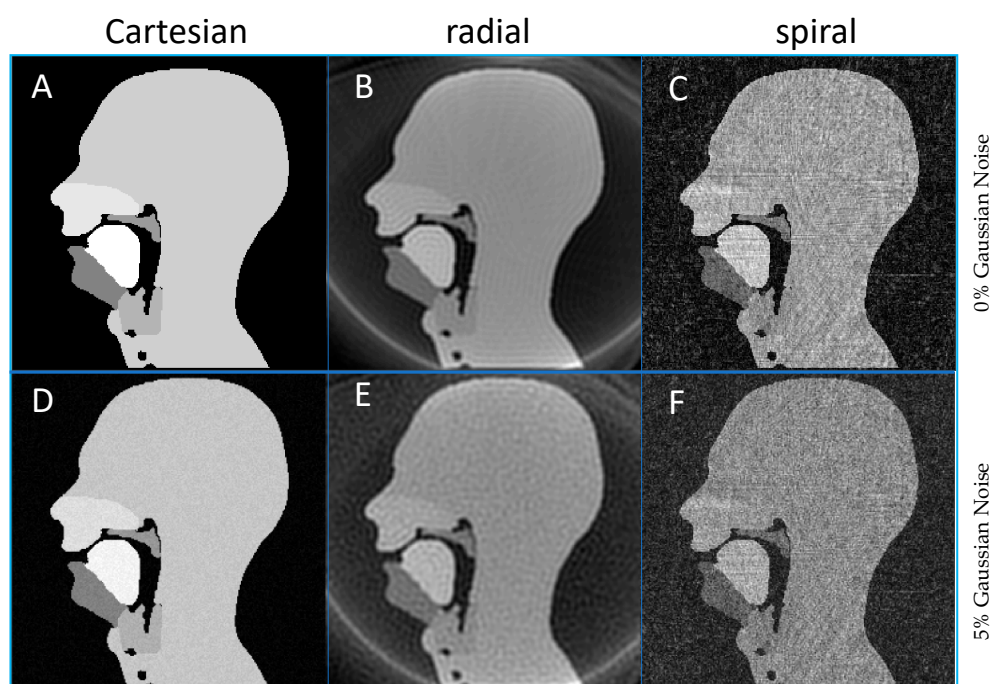 Cartesian
radial
spiral
A
B
C
0% Gaussian Noise
D
E
F
5% Gaussian Noise